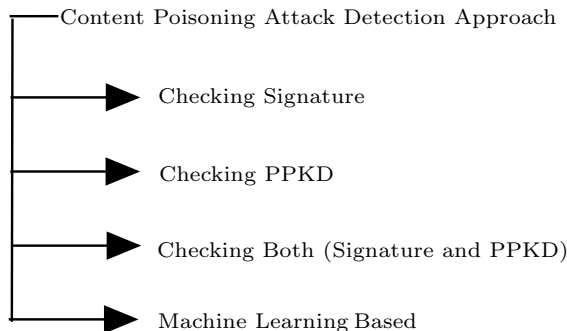 Content Poisoning Attack Detection Approach
Checking Signature
Checking PPKD
Checking Both (Signature and PPKD)
Machine Learning Based